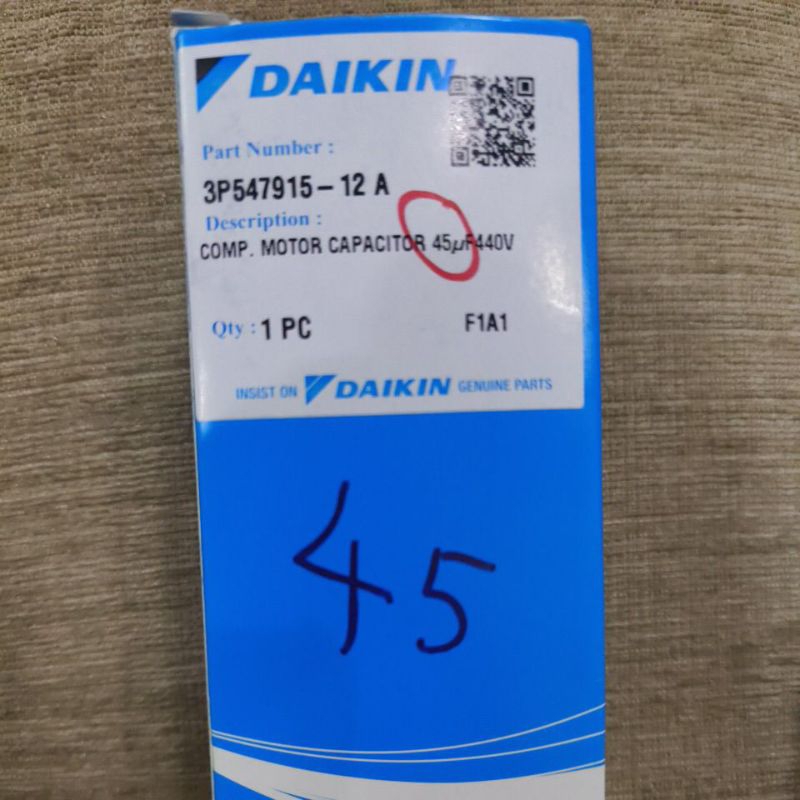 DAIKIN
Part Number :
3P547915-12 A
Description :
COMP. MOTOR CAPACITOR 45µF440V
Qty : 1 PC F1A1
INSIST ON DAIKIN GENUINE PARTS
45